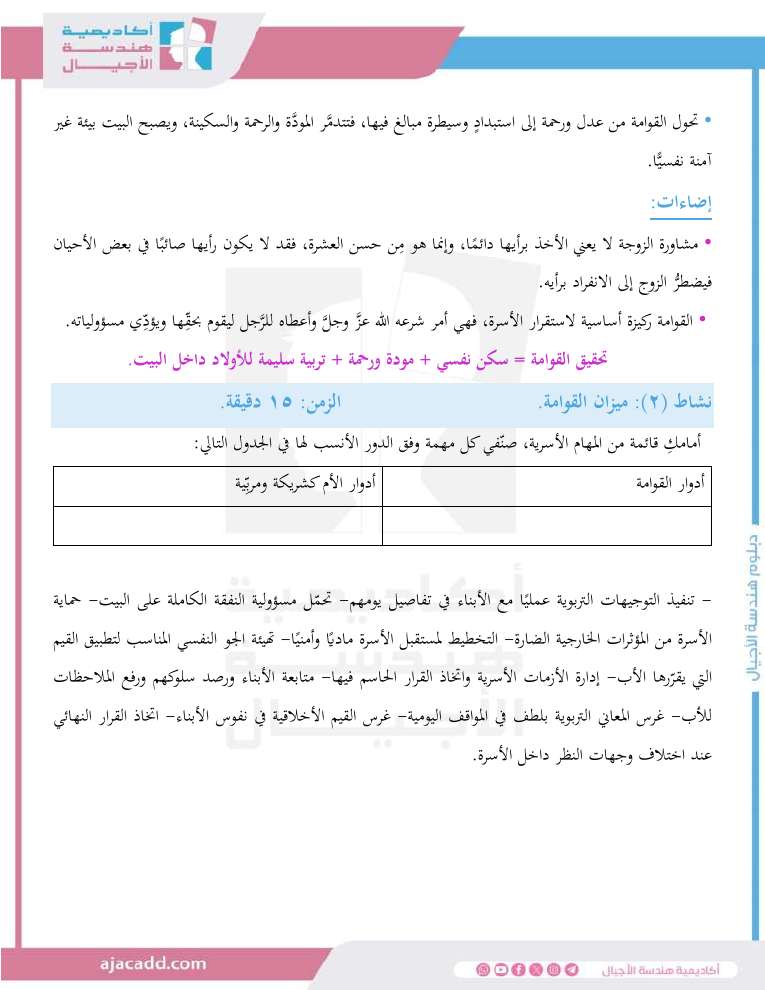 أكاديمية
هندسة
الأجيال
• تحول القوامة من عدل ورحمة إلى استبدادٍ وسيطرة مبالغ فيها، فتتدمَّر المودَّة والرحمة والسكينة، ويصبح البيت بيئة غير
آمنة نفسيًّا.
إضاءات:
• مشاورة الزوجة لا يعني الأخذ برأيها دائمًا، وإنما هو مِن حسن العشرة، فقد لا يكون رأيها صائبًا في بعض الأحيان
فيضطرُّ الزوج إلى الانفراد برأيه.
• القوامة ركيزة أساسية لاستقرار الأسرة، فهي أمر شرعه الله عزَّ وجلَّ وأعطاه للرَّجل ليقوم بحقِّها ويؤدِّي مسؤولياته.
تحقيق القوامة = سكن نفسي + مودة ورحمة + تربية سليمة للأولاد داخل البيت.
نشاط (٢): ميزان القوامة. الزمن: ١٥ دقيقة.
أمامكِ قائمة من المهام الأسرية، صنّفي كل مهمة وفق الدور الأنسب لها في الجدول التالي:
أدوار القوامة أدوار الأم كشريكة ومربّية
– تنفيذ التوجيهات التربوية عمليًا مع الأبناء في تفاصيل يومهم– تحمّل مسؤولية النفقة الكاملة على البيت– حماية
الأسرة من المؤثرات الخارجية الضارة– التخطيط لمستقبل الأسرة ماديًا وأمنيًا– تهيئة الجو النفسي المناسب لتطبيق القيم
التي يقرّرها الأب– إدارة الأزمات الأسرية واتخاذ القرار الحاسم فيها– متابعة الأبناء ورصد سلوكهم ورفع الملاحظات
للأب– غرس المعاني التربوية بلطف في المواقف اليومية– غرس القيم الأخلاقية في نفوس الأبناء– اتخاذ القرار النهائي
عند اختلاف وجهات النظر داخل الأسرة.
أكاديمية
هندسة
الأجيال
دبلوم هندسة الأجيال
أكاديمية هندسة الأجيال
ajacadd.com